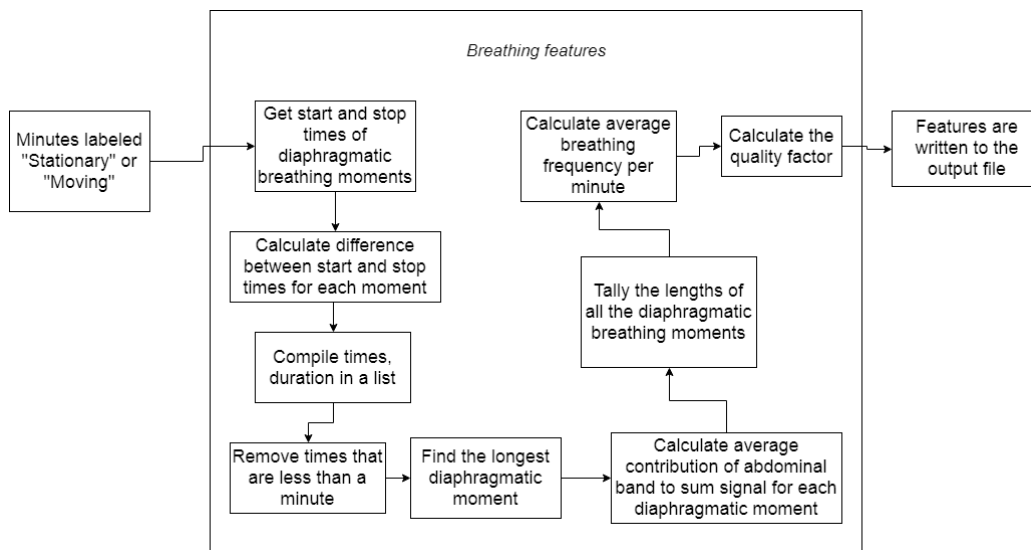 Breathing features
Minutes labeled
"Stationary" or
"Moving"
Get start and stop
times of
diaphragmatic
breathing moments
Calculate difference
between start and stop
times for each moment
Compile times,
duration in a list
Remove times that
are less than a
minute
Find the longest
diaphragmatic
moment
Calculate average
contribution of abdominal
band to sum signal for each
diaphragmatic moment
Tally the lengths of
all the diaphragmatic
breathing moments
Calculate average
breathing
frequency per
minute
Calculate the
quality factor
Features are
written to the
output file